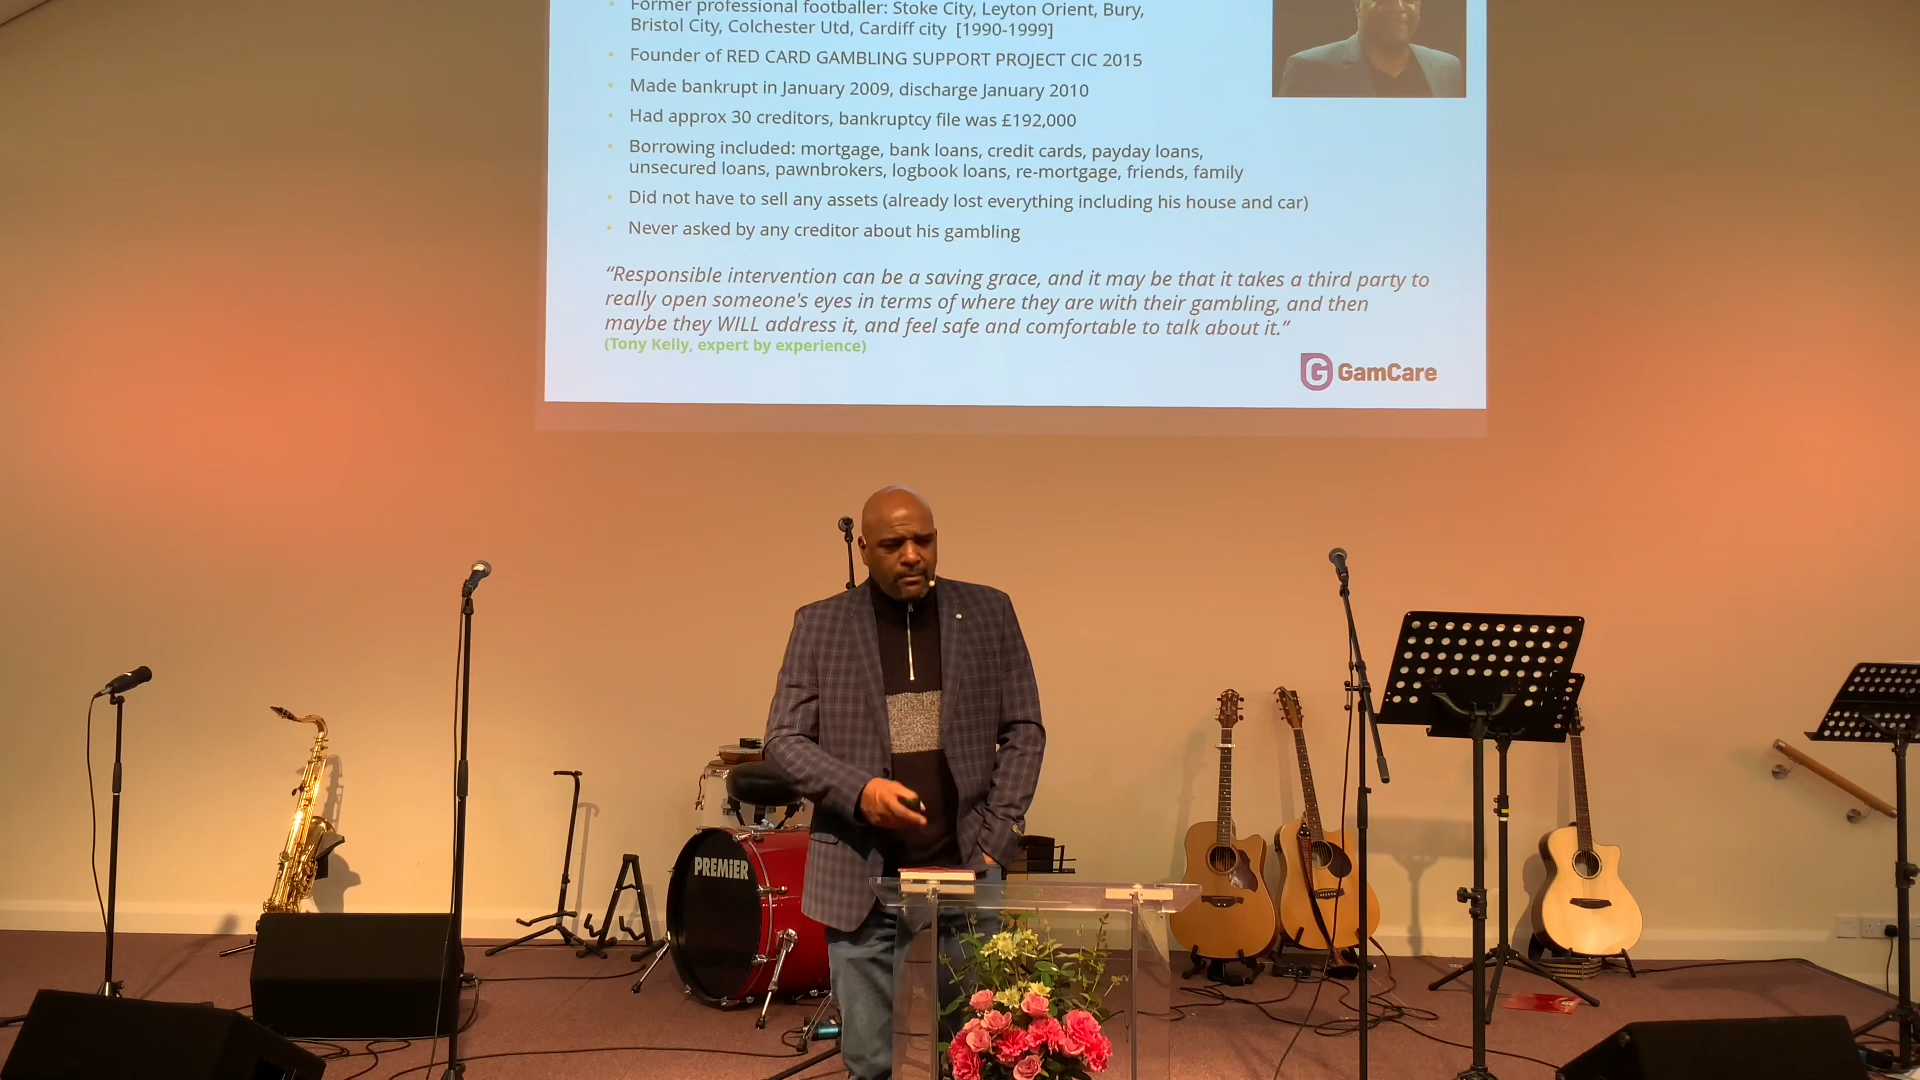 Former professional footballer: Stoke City, Leyton Orient, Bury,
Bristol City, Colchester Utd, Cardiff city [1990-1999]
Founder of RED CARD GAMBLING SUPPORT PROJECT CIC 2015
Made bankrupt in January 2009, discharge January 2010
Had approx 30 creditors, bankruptcy file was £192,000
Borrowing included: mortgage, bank loans, credit cards, payday loans,
unsecured loans, pawnbrokers, logbook loans, re-mortgage, friends, family
Did not have to sell any assets (already lost everything including his house and car)
Never asked by any creditor about his gambling
“Responsible intervention can be a saving grace, and it may be that it takes a third party to
really open someone's eyes in terms of where they are with their gambling, and then
maybe they WILL address it, and feel safe and comfortable to talk about it.”
(Tony Kelly, expert by experience)
GamCare
PREMIER